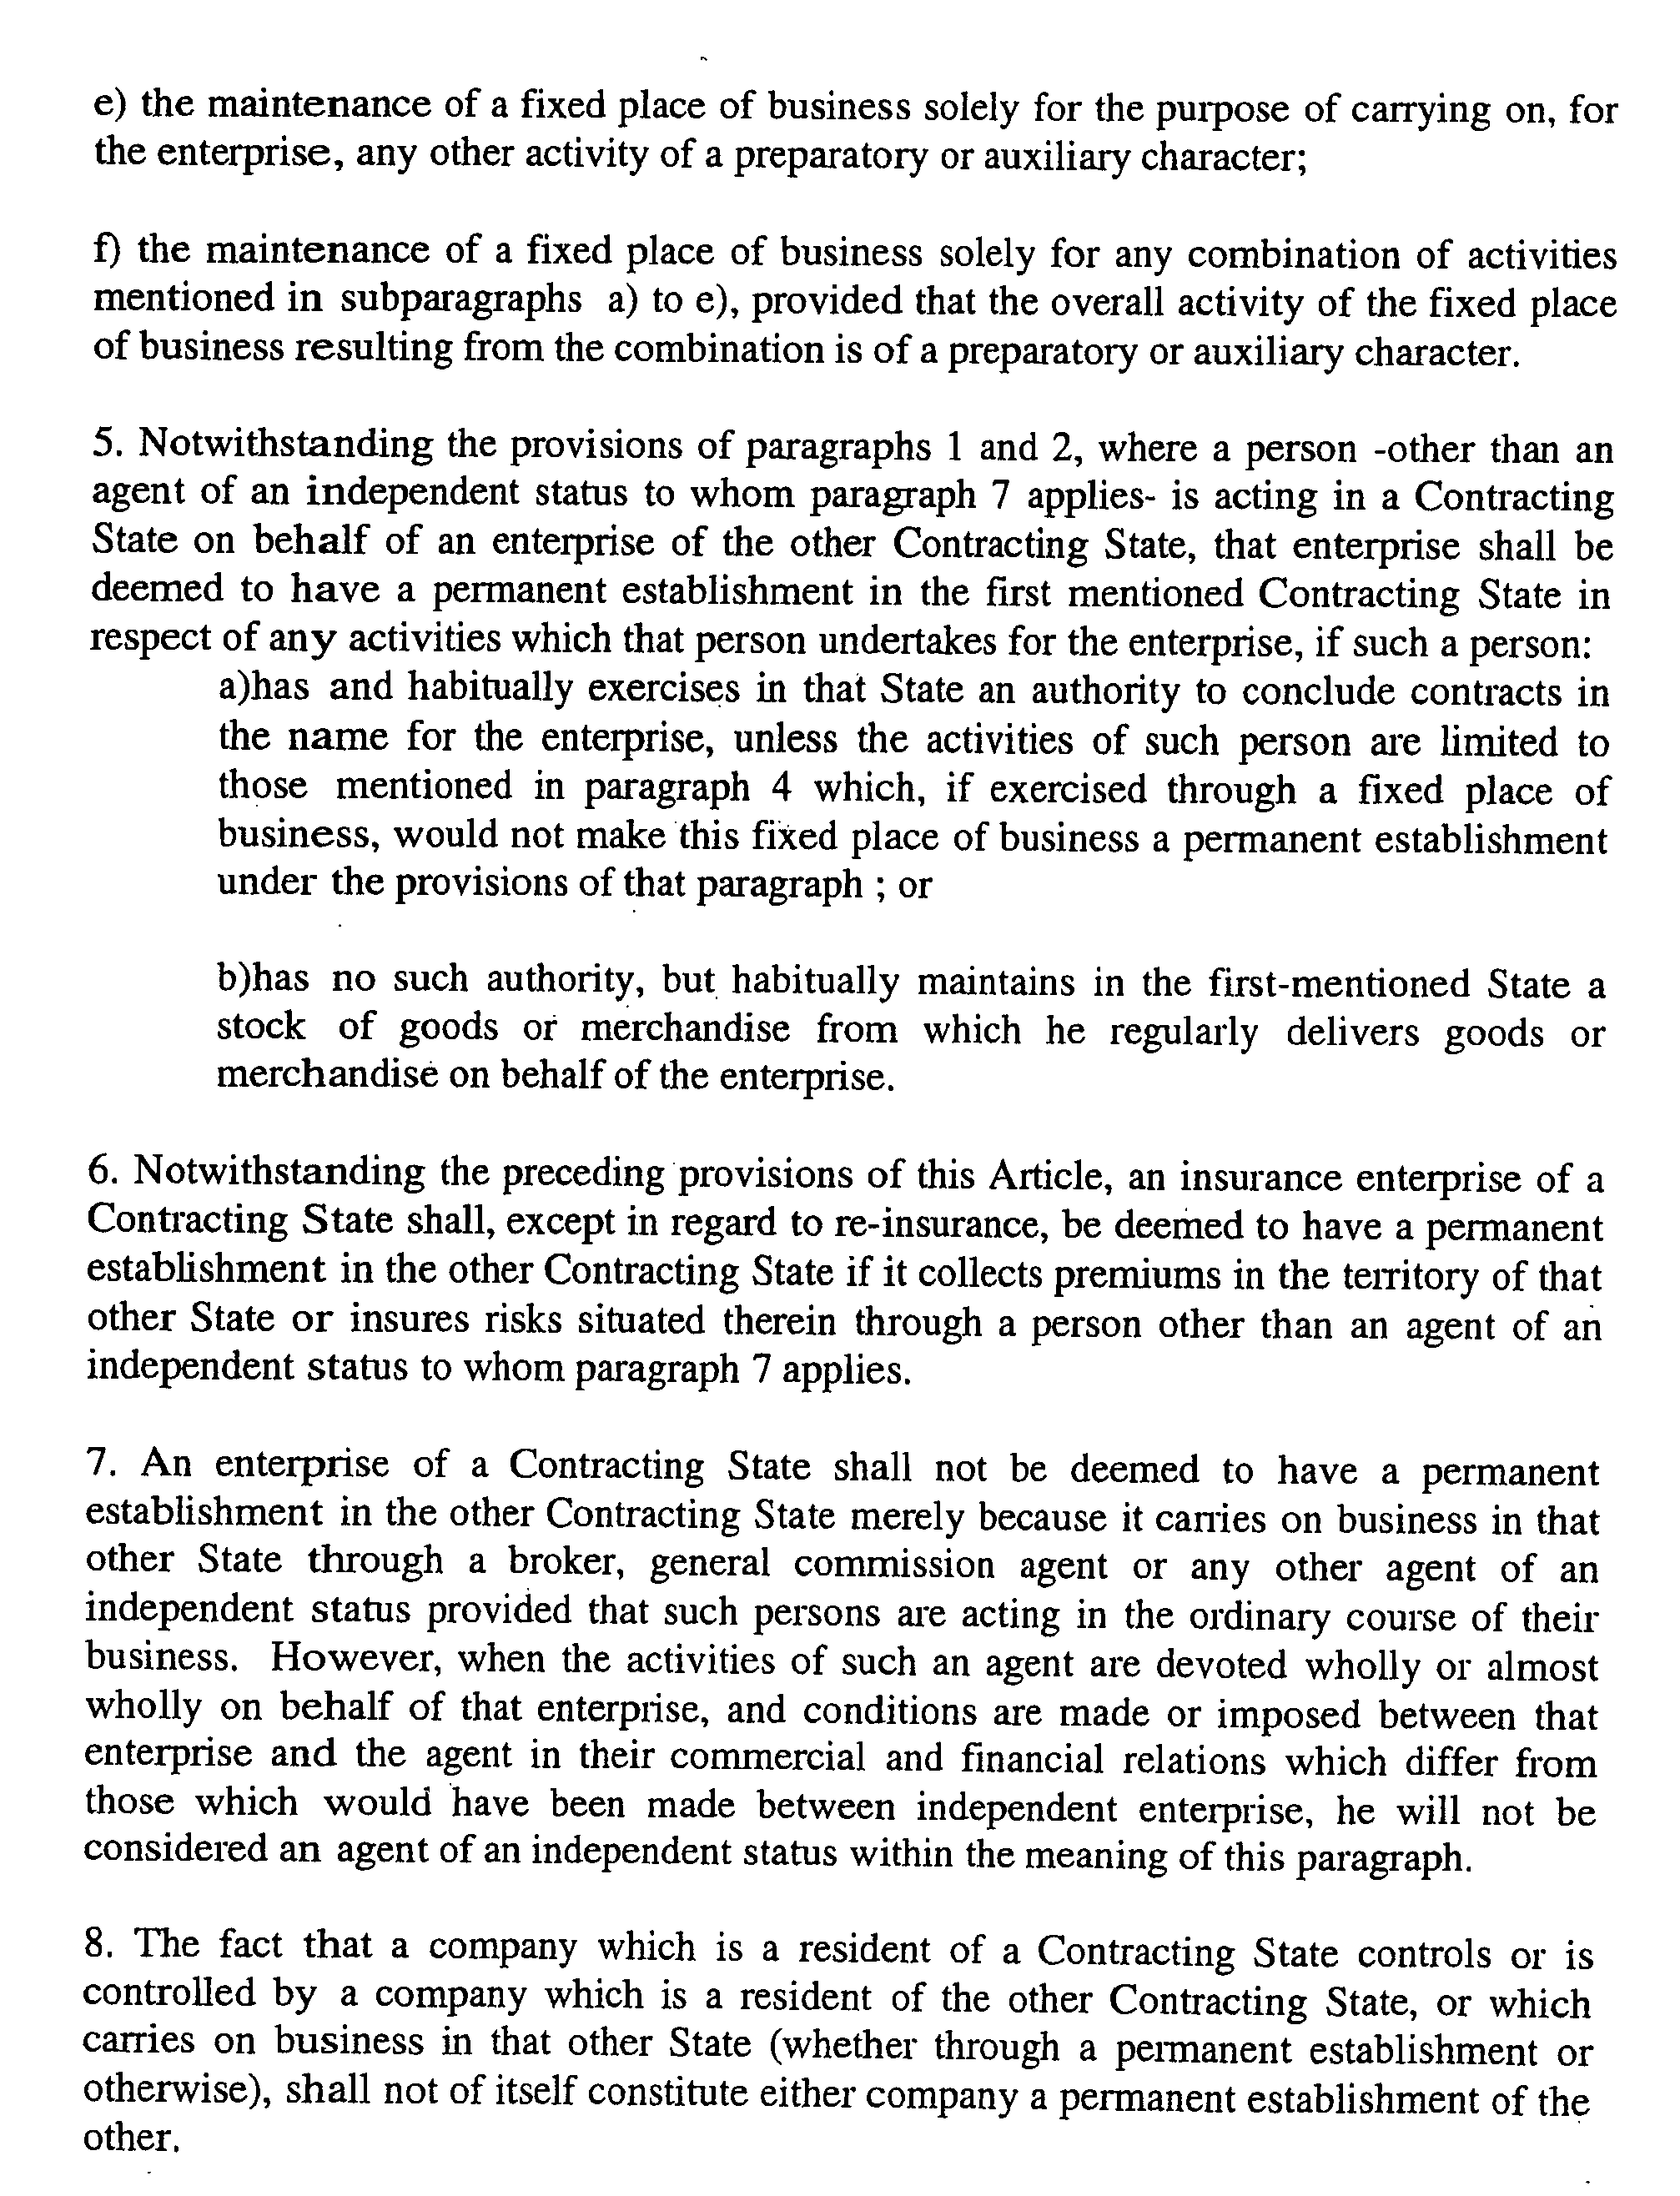 e) the maintenance of a fixed place of business solely for the purpose of carrying on, for
the enterprise, any other activity of a preparatory or auxiliary character;
f) the maintenance of a fixed place of business solely for any combination of activities
mentioned in subparagraphs a) to e), provided that the overall activity of the fixed place
of business resulting from the combination is of a preparatory or auxiliary character.
5. Notwithstanding the provisions of paragraphs 1 and 2, where a person -other than an
agent of an independent status to whom paragraph 7 applies- is acting in a Contracting
State on behalf of an enterprise of the other Contracting State, that enterprise shall be
deemed to have a permanent establishment in the first mentioned Contracting State in
respect of any activities which that person undertakes for the enterprise, if such a person:
a)has and habitually exercises in that State an authority to conclude contracts in
the name for the enterprise, unless the activities of such person are limited to
those mentioned in paragraph 4 which, if exercised through a fixed place of
business, would not make this fixed place of business a permanent establishment
under the provisions of that paragraph ; or
b)has no such authority, but habitually maintains in the first-mentioned State a
stock of goods or merchandise from which he regularly delivers goods or
merchandise on behalf of the enterprise.
6. Notwithstanding the preceding provisions of this Article, an insurance enterprise of a
Contracting State shall, except in regard to re-insurance, be deemed to have a permanent
establishment in the other Contracting State if it collects premiums in the territory of that
other State or insures risks situated therein through a person other than an agent of an
independent status to whom paragraph 7 applies.
7. An enterprise of a Contracting State shall not be deemed to have a permanent
establishment in the other Contracting State merely because it carries on business in that
other State through a broker, general commission agent or any other agent of an
independent status provided that such persons are acting in the ordinary course of their
business. However, when the activities of such an agent are devoted wholly or almost
wholly on behalf of that enterprise, and conditions are made or imposed between that
enterprise and the agent in their commercial and financial relations which differ from
those which would have been made between independent enterprise, he will not be
considered an agent of an independent status within the meaning of this paragraph.
8. The fact that a company which is a resident of a Contracting State controls or is
controlled by a company which is a resident of the other Contracting State, or which
carries on business in that other State (whether through a permanent establishment or
otherwise), shall not of itself constitute either company a permanent establishment of the
other.